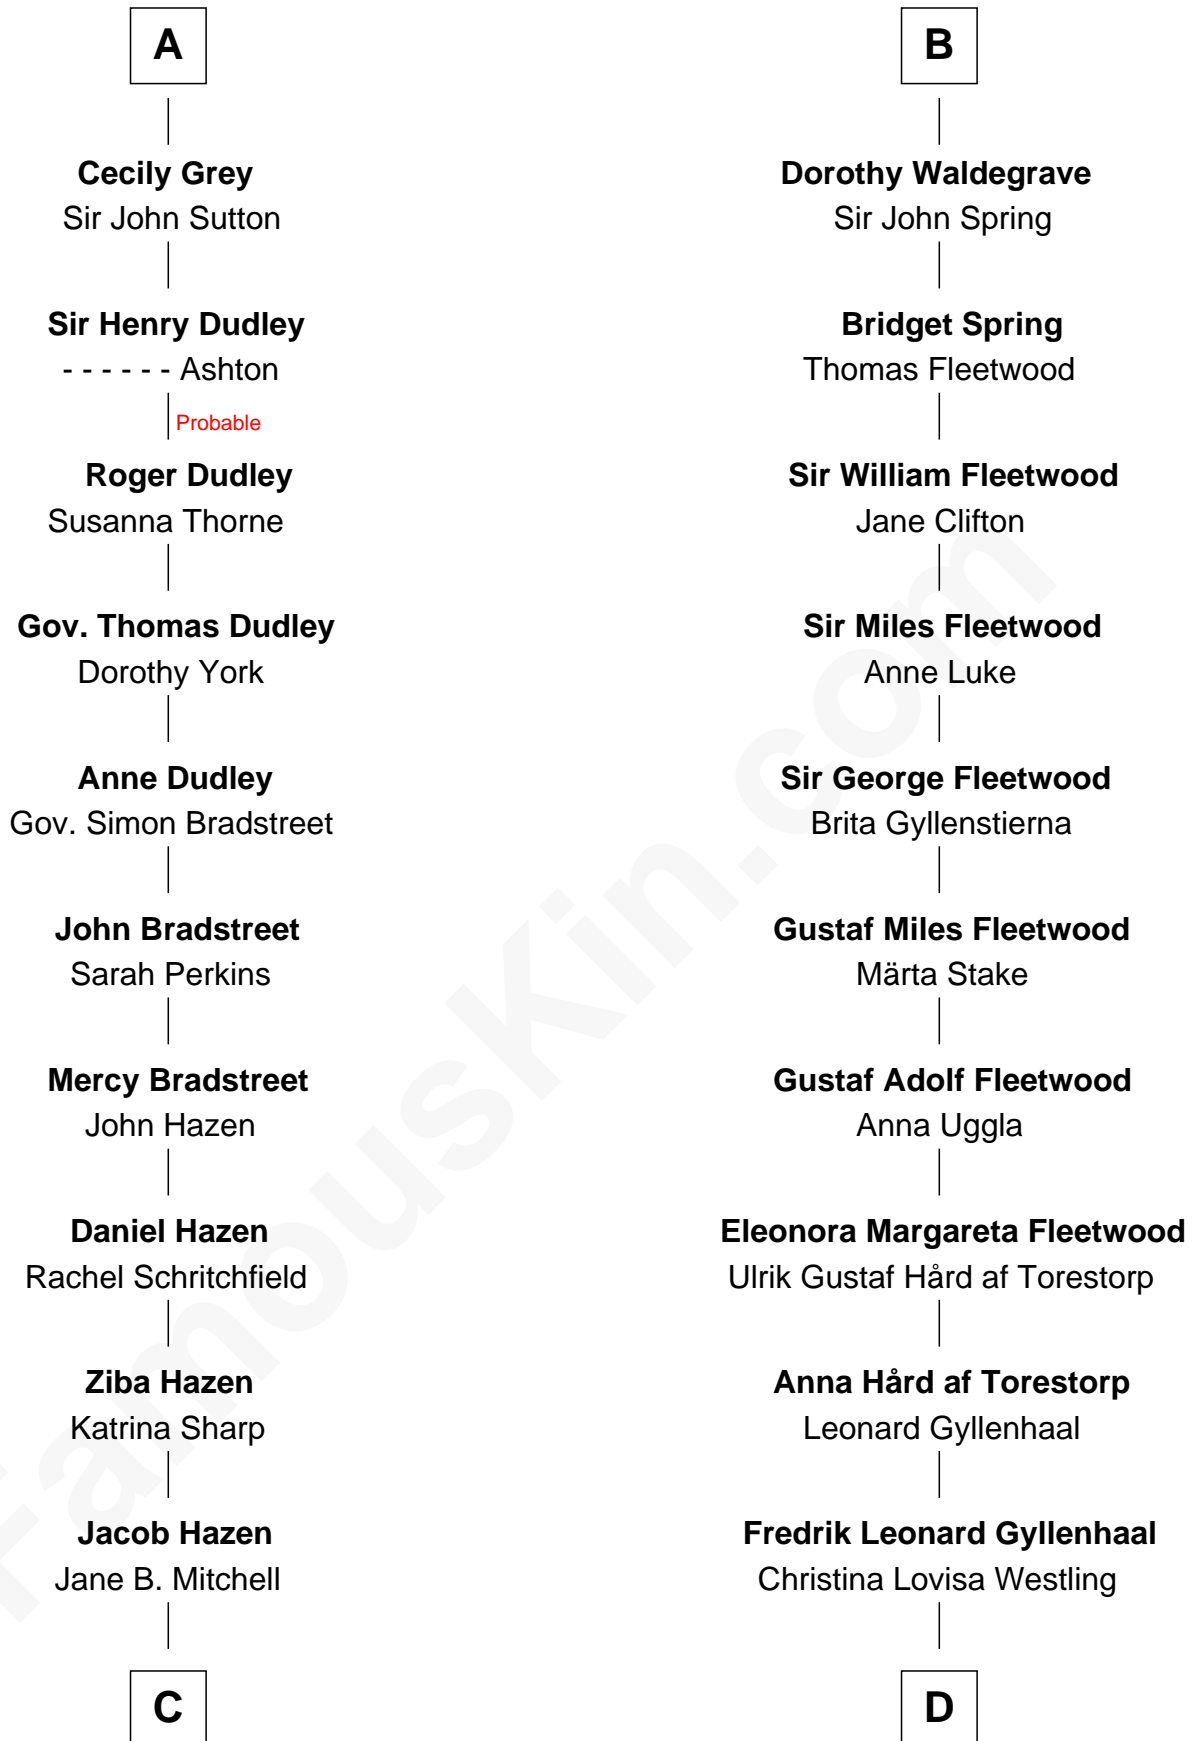 A
Cecily Grey
Sir John Sutton
Sir Henry Dudley
- - - - - - Ashton
Probable
Roger Dudley
Susanna Thorne
Gov. Thomas Dudley
Dorothy York
Anne Dudley
Gov. Simon Bradstreet
John Bradstreet
Sarah Perkins
Mercy Bradstreet
John Hazen
Daniel Hazen
Rachel Schritchfield
Ziba Hazen
Katrina Sharp
Jacob Hazen
Jane B. Mitchell
C
B
Dorothy Waldegrave
Sir John Spring
Bridget Spring
Thomas Fleetwood
Sir William Fleetwood
Jane Clifton
Sir Miles Fleetwood
Anne Luke
Sir George Fleetwood
Brita Gyllenstierna
Gustaf Miles Fleetwood
Märta Stake
Gustaf Adolf Fleetwood
Anna Uggla
Eleonora Margareta Fleetwood
Ulrik Gustaf Hård af Torestorp
Anna Hård af Torestorp
Leonard Gyllenhaal
Fredrik Leonard Gyllenhaal
Christina Lovisa Westling
D
FamousKin.com